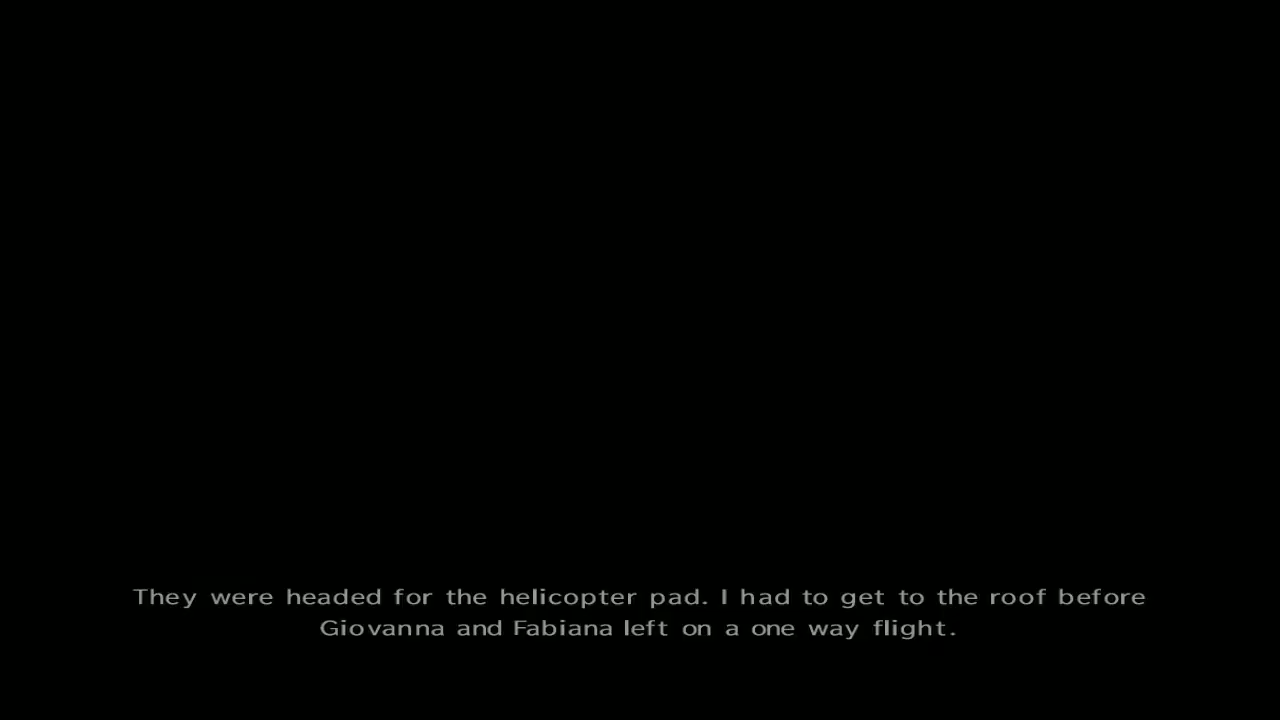 They were headed for the helicopter pad. I had to get to the roof before
Giovanna and Fabiana left on a one way flight.